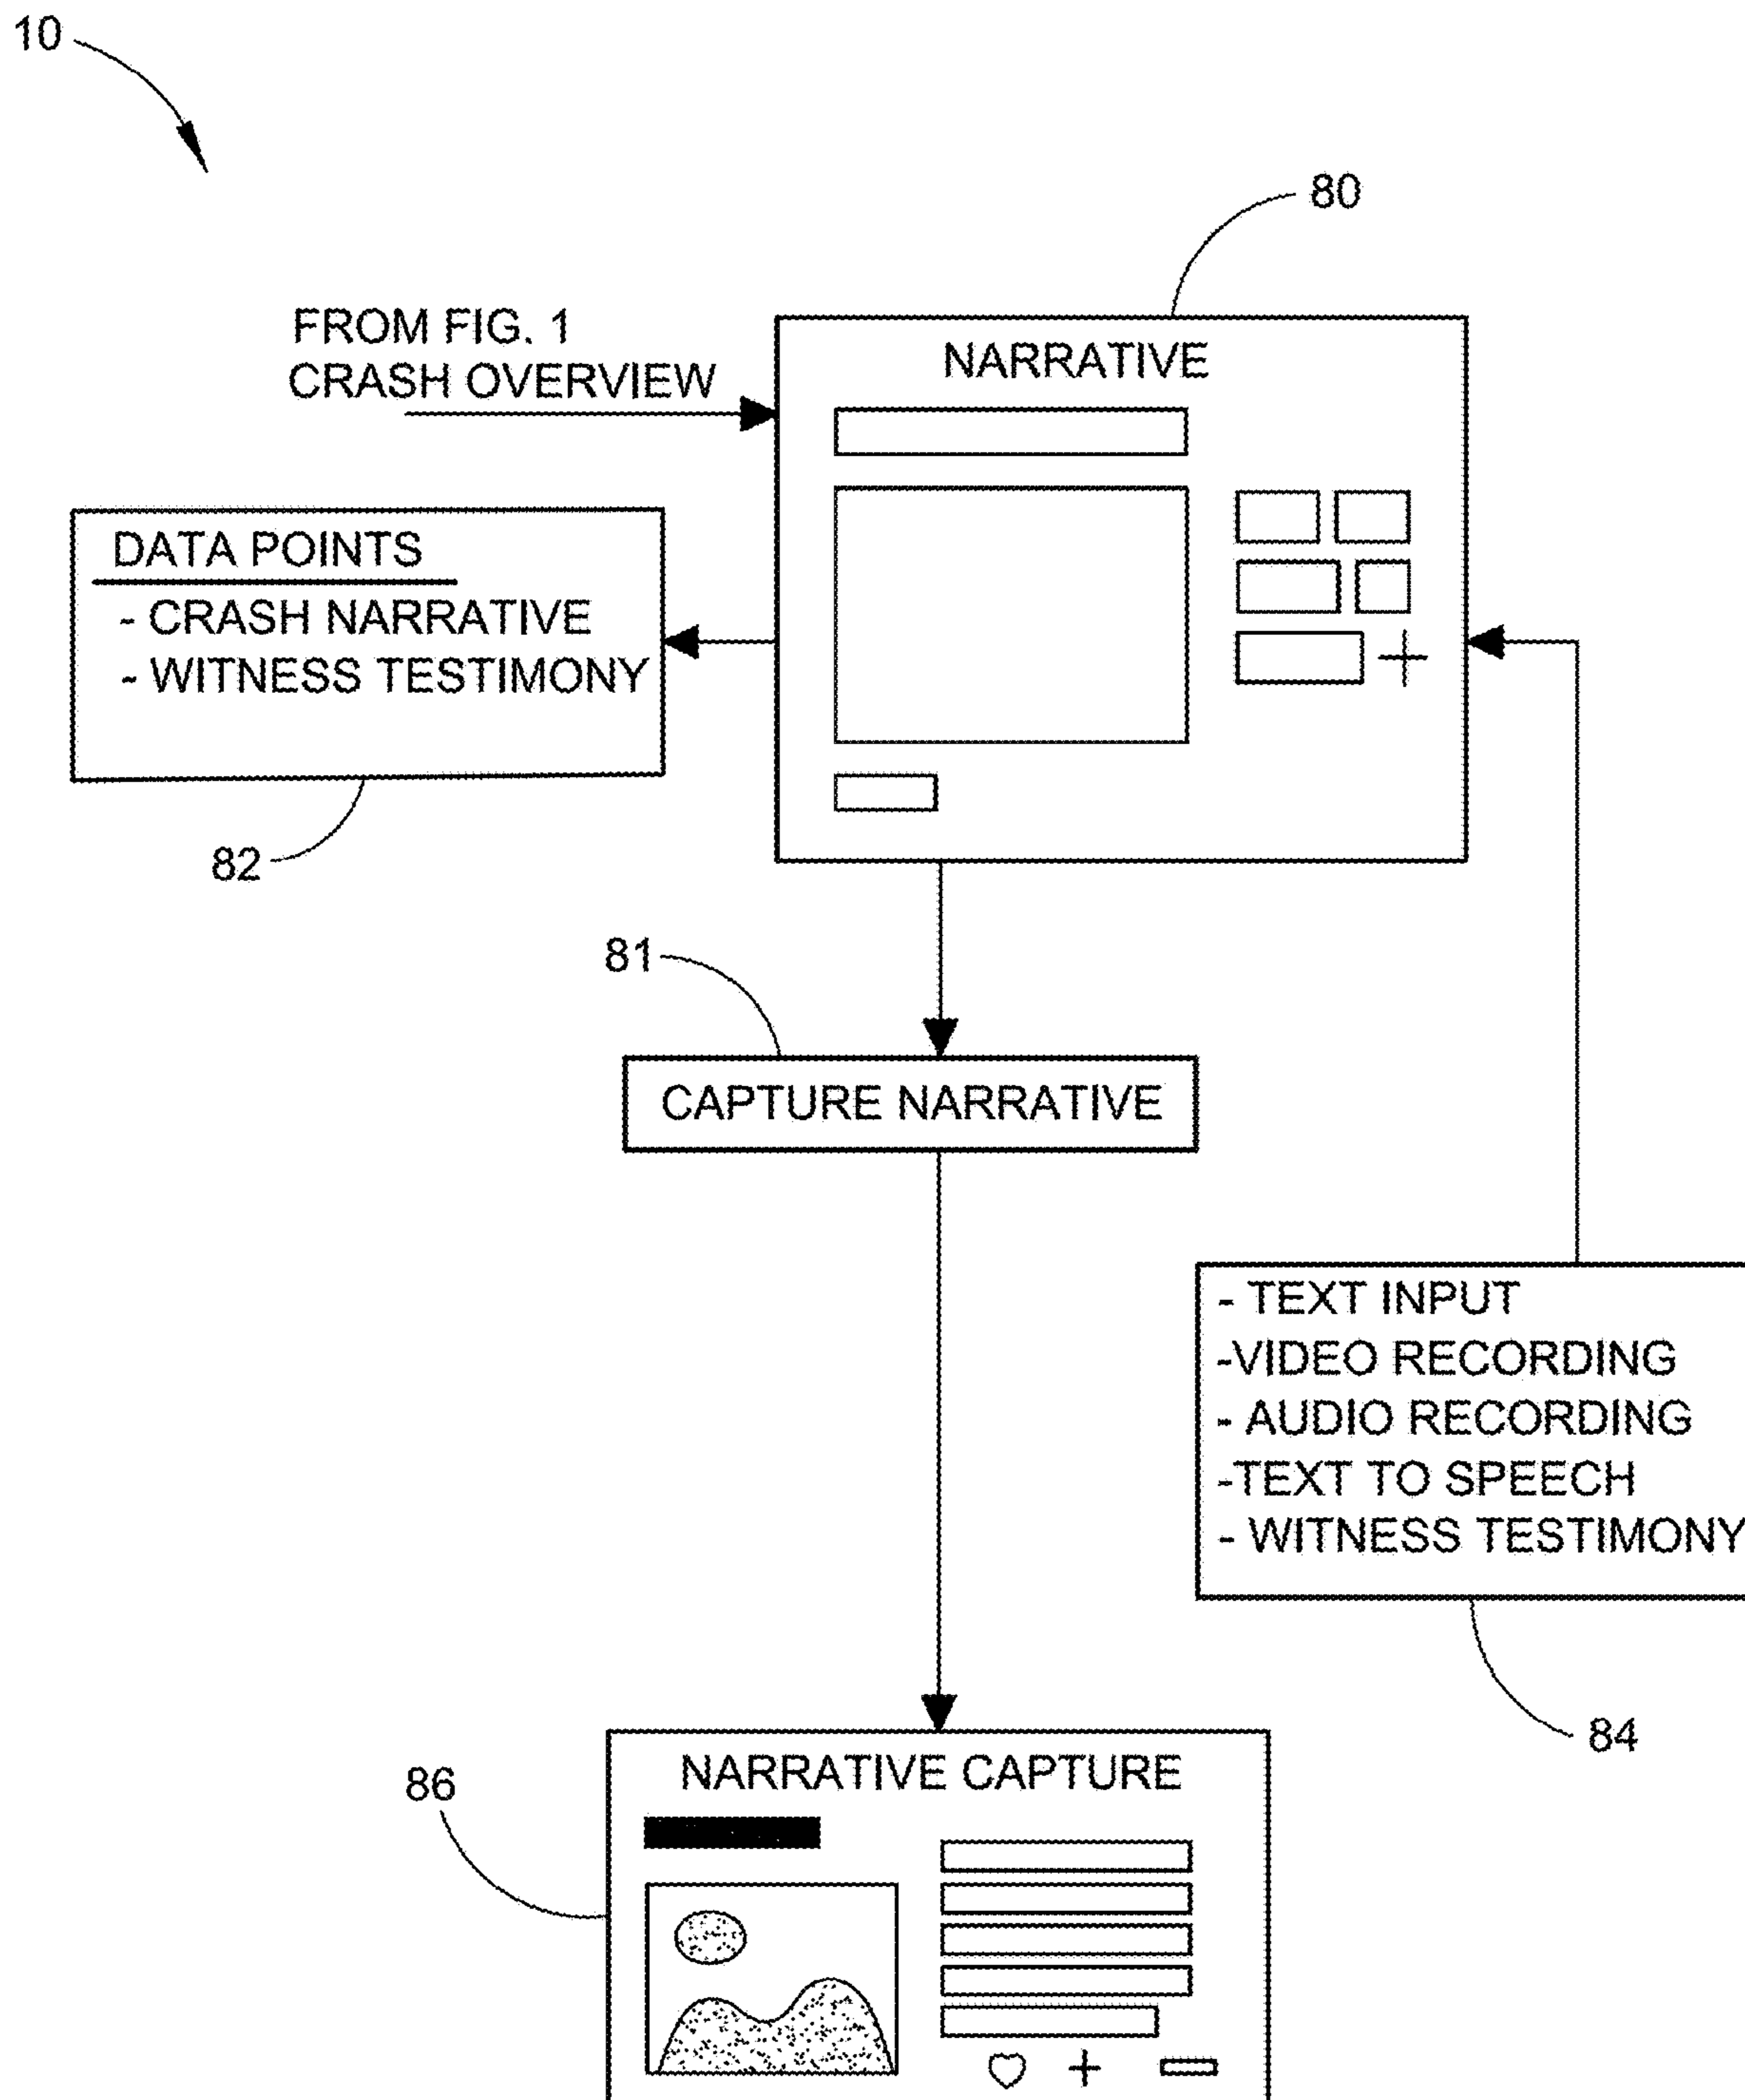 10
80
FROM FIG. 1
CRASH OVERVIEW
NARRATIVE
DATA POINTS
- CRASH NARRATIVE
- WITNESS TESTIMONY
82
81
CAPTURE NARRATIVE
- TEXT INPUT
-VIDEO RECORDING
- AUDIO RECORDING
-TEXT TO SPEECH
- WITNESS TESTIMONY
84
86
NARRATIVE CAPTURE